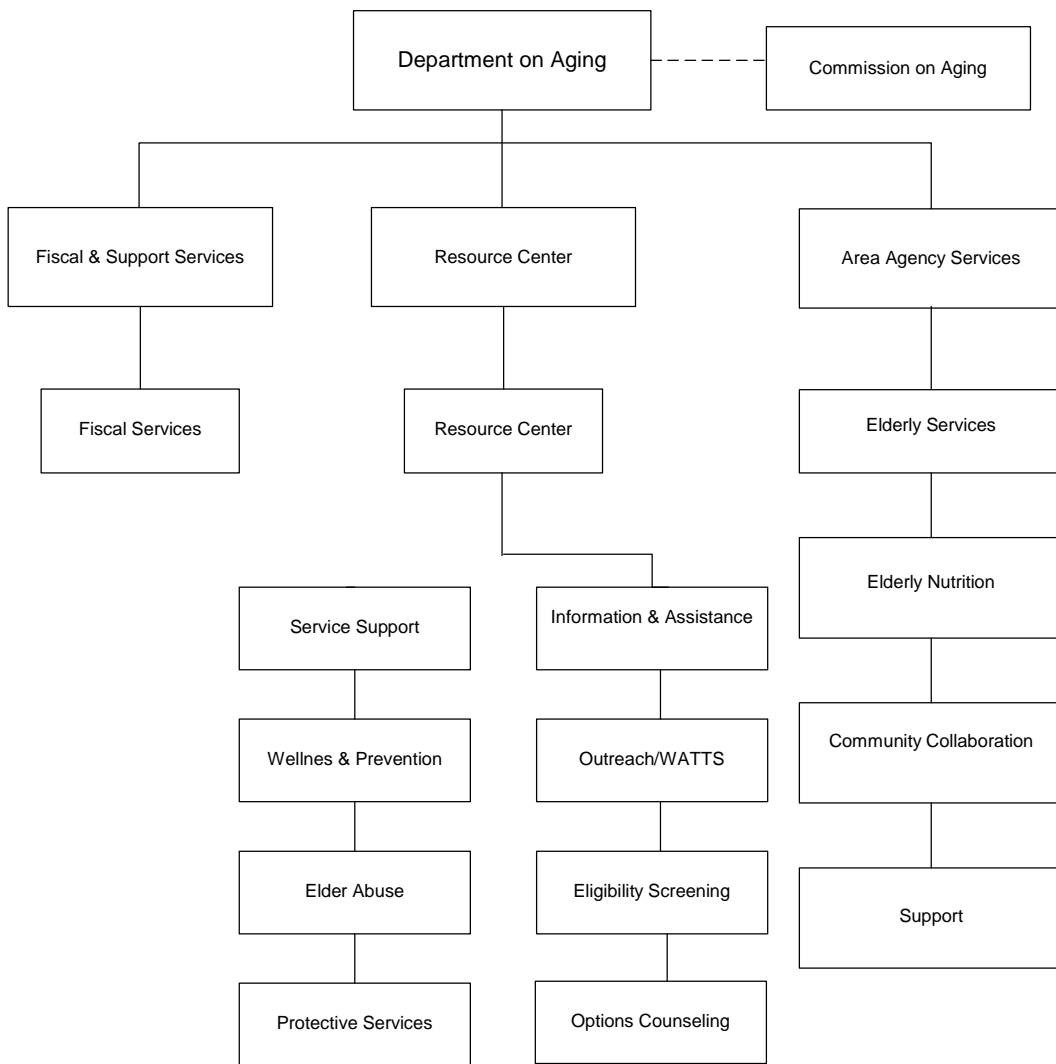 Department on Aging
Commission on Aging
Fiscal & Support Services
Resource Center
Area Agency Services
Fiscal Services
Resource Center
Elderly Services
Elderly Nutrition
Service Support
Information & Assistance
Community Collaboration
Wellnes & Prevention
Outreach/WATTS
Elder Abuse
Eligibility Screening
Support
Protective Services
Options Counseling